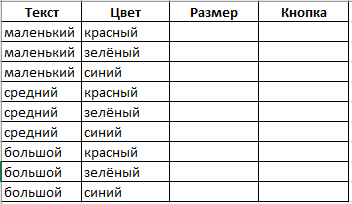 Текст Цвет Размер Кнопка
маленький красный
маленький зелёный
маленький синий
средний красный
средний зелёный
средний синий
большой красный
большой зелёный
большой синий